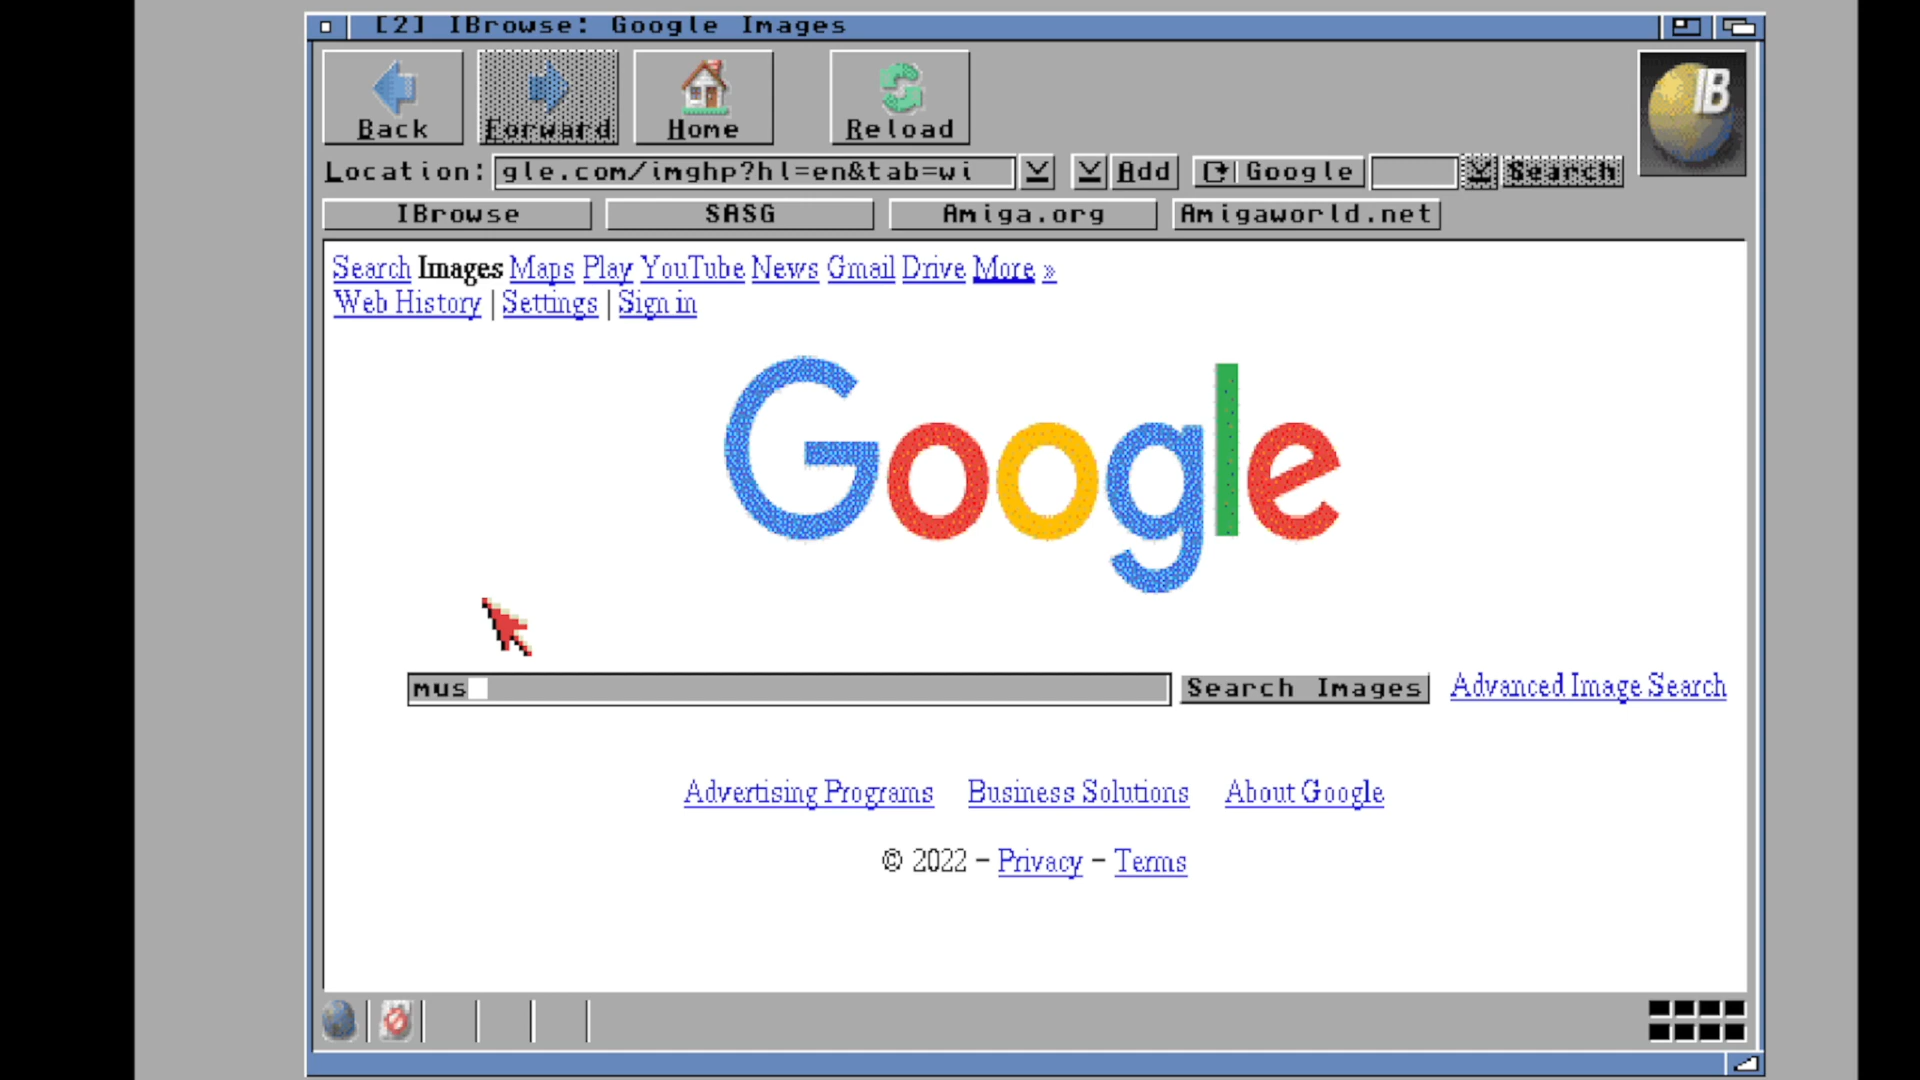 [2] IBrowse: Google Images
Back Forward Home Reload
IB
Location: gle.com/imghp?hl=en&tab=wi Add Google Search
IBrowse SASG Amiga.org Amigaworld.net
Search Images Maps Play YouTube News Gmail Drive More »
Web History | Settings | Sign in
Google
mus Search Images Advanced Image Search
Advertising Programs Business Solutions About Google
© 2022 - Privacy - Terms